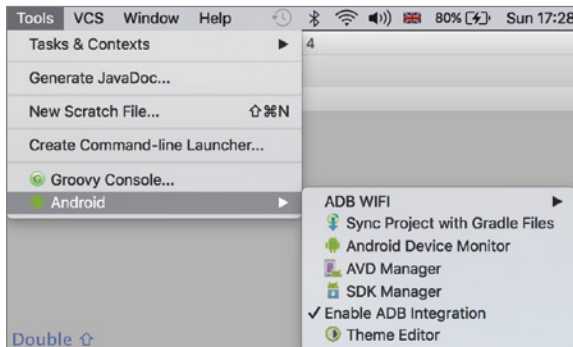 Tools VCS Window Help 80% Sun 17:28
Tasks & Contexts
4
Generate JavaDoc...
New Scratch File... ⇧⌘N
Create Command-line Launcher...
Groovy Console...
Android
ADB WIFI
Sync Project with Gradle Files
Android Device Monitor
AVD Manager
SDK Manager
✓ Enable ADB Integration
Theme Editor
Double ⇧